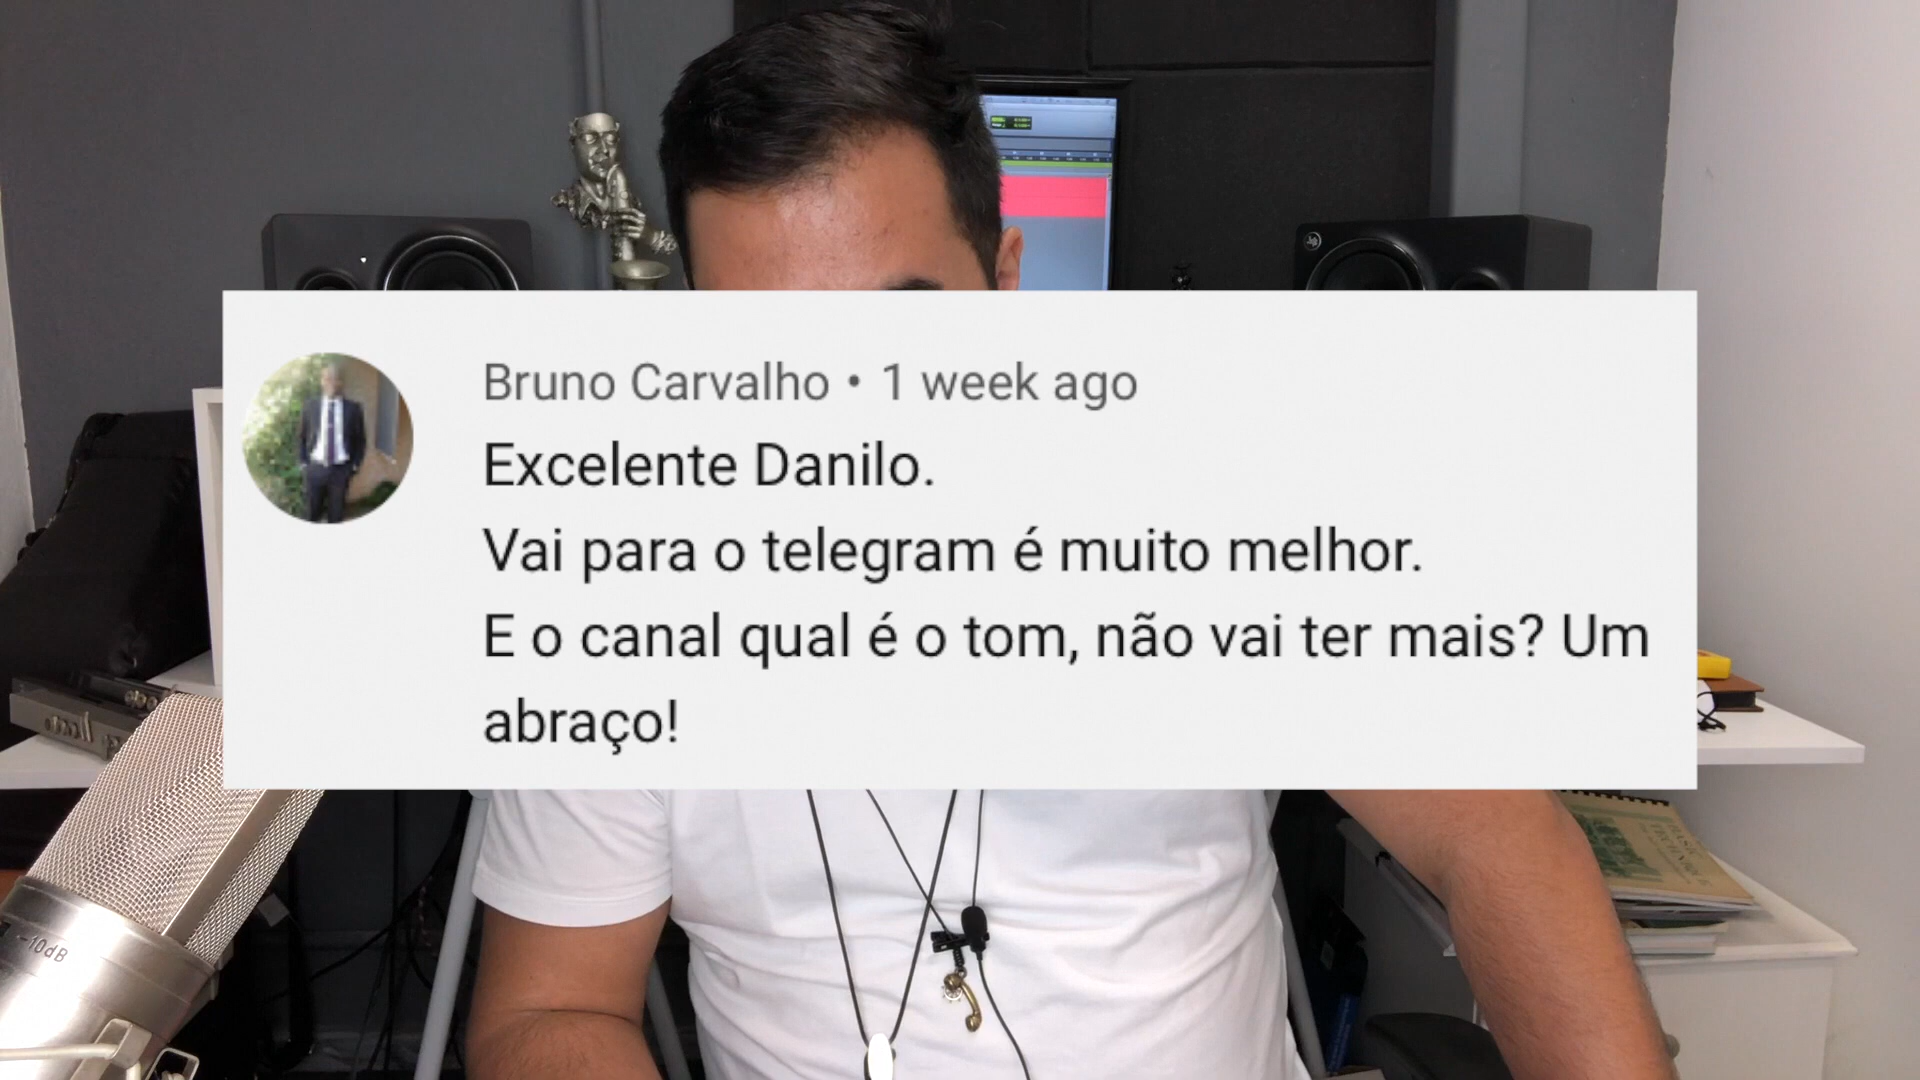 Bruno Carvalho • 1 week ago
Excelente Danilo.
Vai para o telegram é muito melhor.
E o canal qual é o tom, não vai ter mais? Um
abraço!
-10dB